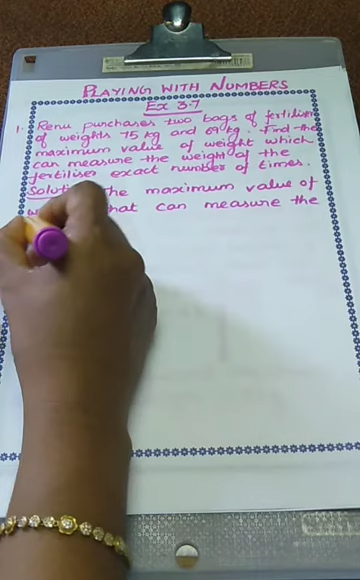 PLAYING WITH NUMBERS
Ex 3.7
1. Renu purchases two bags of fertiliser
of weights 75 kg and 69 kg. Find the
maximum value of weight which
can measure the weight of the
fertiliser exact number of times.
the maximum value of
that can measure the